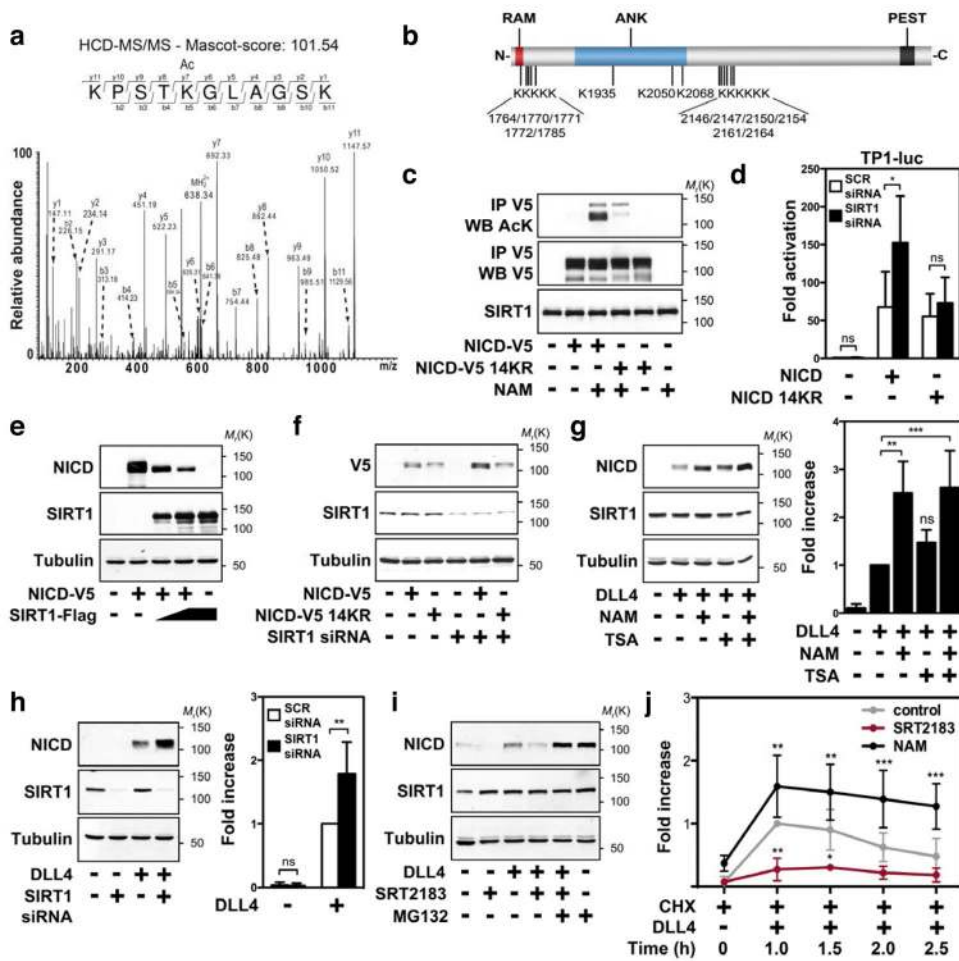 a
HCD-MS/MS - Mascot-score: 101.54
Ac
y11 y10 y9 y8 y7 y6 y5 y4 y3 y2 y1
K P S T K G L A G S K
b2 b3 b4 b5 b6 b7 b8 b9 b10 b11
Relative abundance
100
0
y1
147.11
b2
226.15
y2
234.14
y3
291.17
b3
313.18
b4
414.23
y4
451.19
y5
522.23
b5
y6
b6
MH
638.34
y7
692.33
b7
754.44
b8
825.48
y8
862.44
y9
963.49
b9
985.51
y10
1050.52
b11
1129.56
y11
1147.57
200 400 600 800 1000 m/z
b
RAM ANK PEST
N- -C
KKKKK K1935 K2050 K2068 KKKKKK
1764/1770/1771
1772/1785
2146/2147/2150/2154
2161/2164
c
Mr(K)
IP V5
WB AcK
150
100
IP V5
WB V5
150
100
SIRT1
150
100
NICD-V5 - + + - - -
NICD-V5 14KR - - - + + -
NAM - - + + - +
d
TP1-luc
SCR siRNA
SIRT1 siRNA
Fold activation
250
200
150
100
50
0
ns * ns
NICD - + -
NICD 14KR - - +
e
Mr(K)
NICD
150
100
SIRT1
150
100
Tubulin
50
NICD-V5 - + + + -
SIRT1-Flag - -
f
Mr(K)
V5
150
100
SIRT1
150
100
Tubulin
50
NICD-V5 - + - - + -
NICD-V5 14KR - - + - - +
SIRT1 siRNA - - - + + +
g
Mr(K)
NICD
150
100
SIRT1
150
100
Tubulin
50
DLL4 - + + + +
NAM - - + - +
TSA - - - + +
Fold increase
4
2
0
** *** ns
DLL4 - + + + +
NAM - - + - +
TSA - - - + +
h
Mr(K)
NICD
150
100
SIRT1
150
100
Tubulin
50
DLL4 - - + +
SIRT1 siRNA - + - +
Fold increase
3
2
1
0
SCR siRNA
SIRT1 siRNA
ns **
DLL4 - +
i
Mr(K)
NICD
150
100
SIRT1
150
100
Tubulin
50
DLL4 - - + + + +
SRT2183 - + - + + -
MG132 - - - - + +
j
control
SRT2183
NAM
Fold increase
2
1
0
** ** *** ***
** *
CHX + + + + +
DLL4 - + + + +
Time (h) 0 1.0 1.5 2.0 2.5